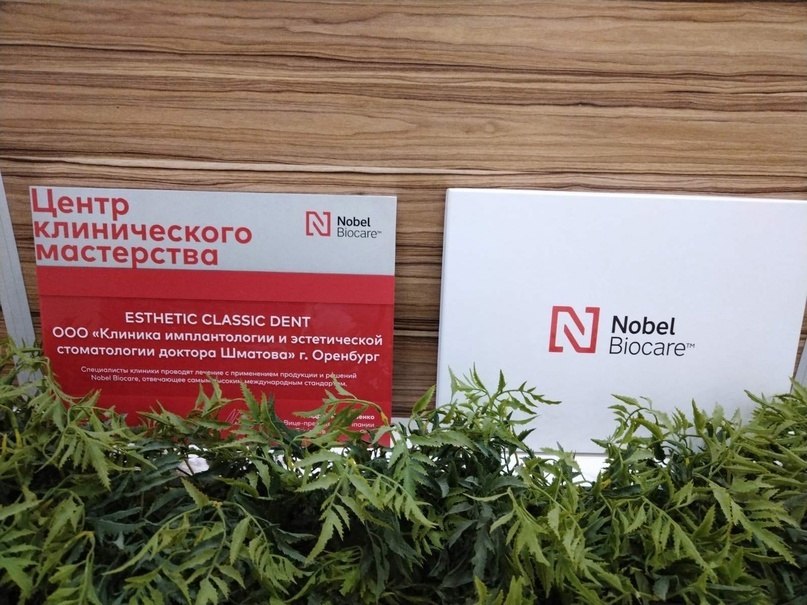 Центр
клинического
мастерства
Nobel
Biocare™
ESTHETIC CLASSIC DENT
ООО «Клиника имплантологии и эстетической
стоматологии доктора Шматова» г. Оренбург
Специалисты клиники проводят лечение с применением продукции и решений
Nobel Biocare, отвечающее самым высоким международным стандартам.
Nobel
Biocare™